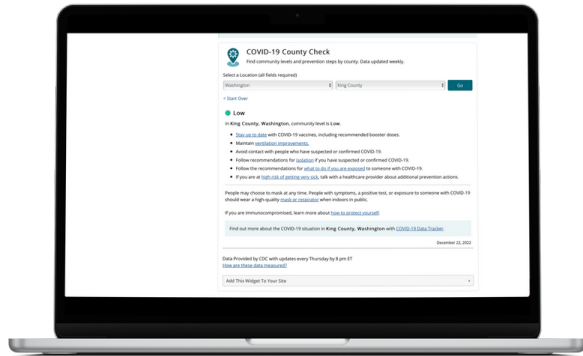 COVID-19 County Check
Find community levels and prevention steps by county. Data updated weekly.
Select a Location (all fields required)
Washington
King County
Go
< Start Over
Low
In King County, Washington, community level is Low.
Stay up to date with COVID-19 vaccines, including recommended booster doses.
Maintain ventilation improvements.
Avoid contact with people who have suspected or confirmed COVID-19.
Follow recommendations for isolation if you have suspected or confirmed COVID-19.
Follow the recommendations for what to do if you are exposed to someone with COVID-19.
If you are at high risk of getting very sick, talk with a healthcare provider about additional prevention actions.
People may choose to mask at any time. People with symptoms, a positive test, or exposure to someone with COVID-19
should wear a high-quality mask or respirator when indoors in public.
If you are immunocompromised, learn more about how to protect yourself.
Find out more about the COVID-19 situation in King County, Washington with COVID-19 Data Tracker.
December 22, 2022
Data Provided by CDC with updates every Thursday by 8 pm ET
How are these data measured?
Add This Widget To Your Site